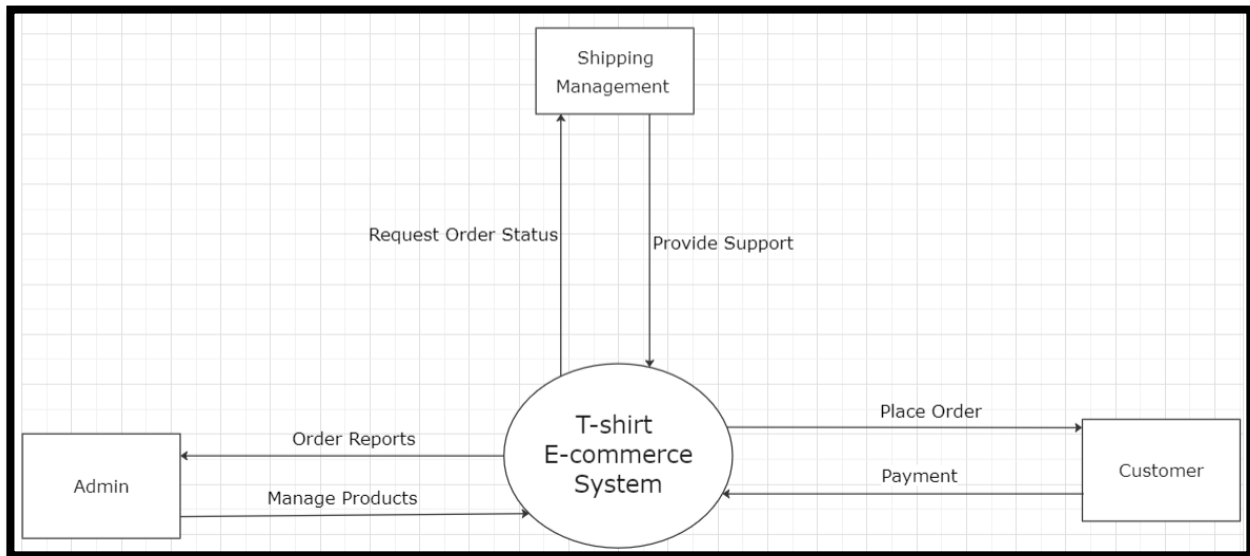 Shipping
Management
Request Order Status
Provide Support
T-shirt
E-commerce
System
Order Reports
Manage Products
Admin
Place Order
Payment
Customer